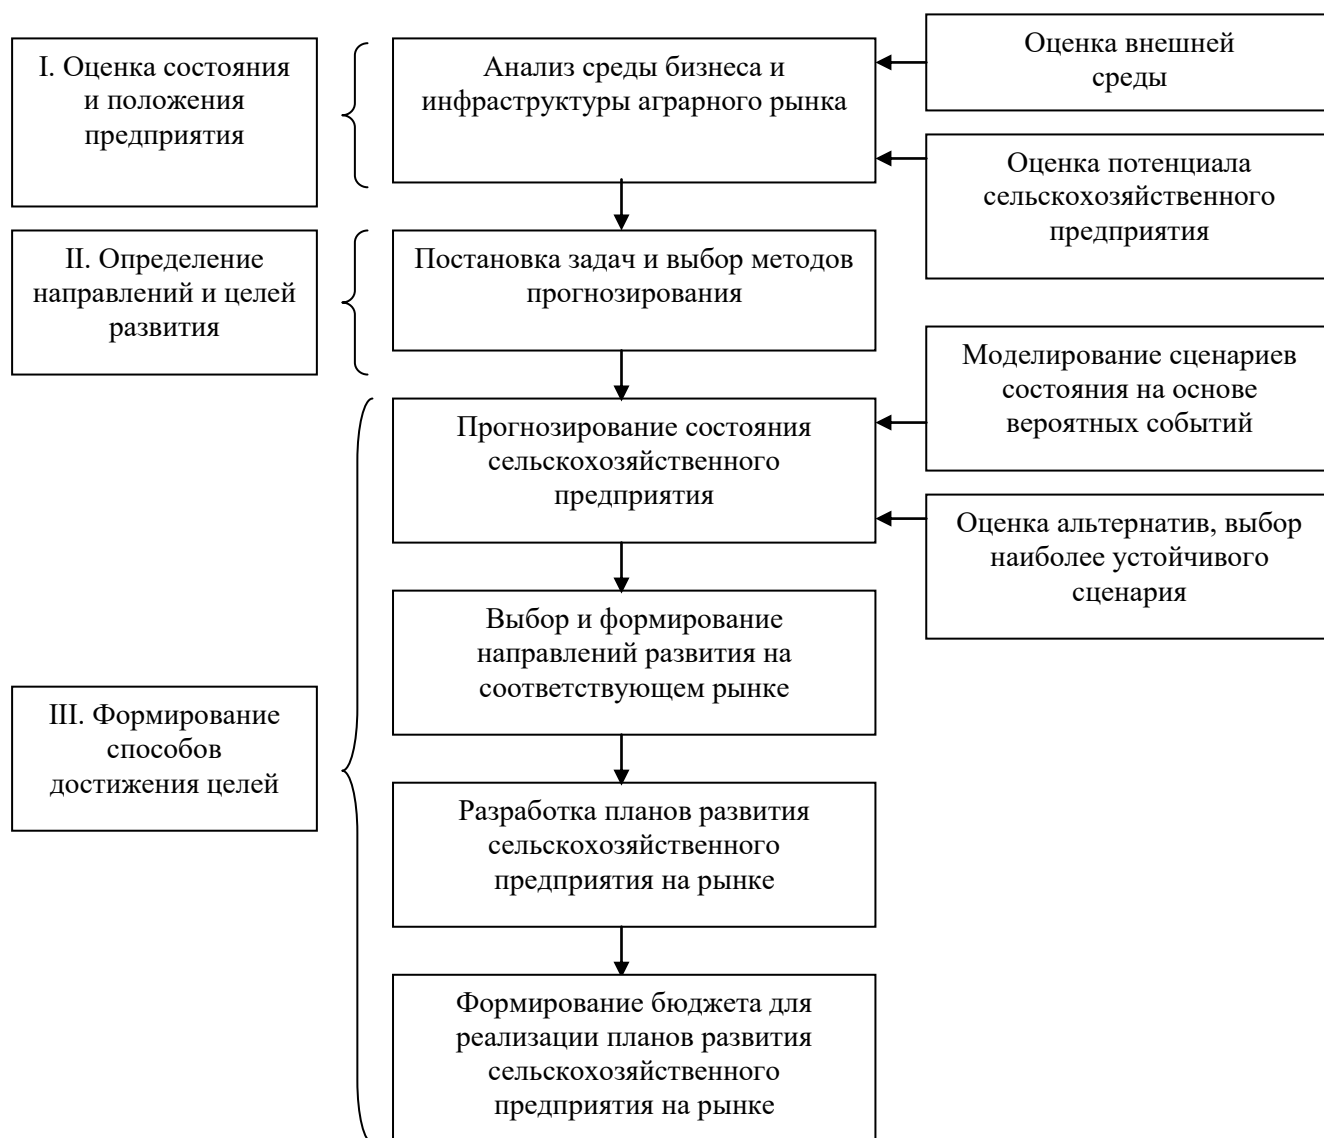 I. Оценка состояния
и положения
предприятия
Анализ среды бизнеса и
инфраструктуры аграрного рынка
Оценка внешней
среды
Оценка потенциала
сельскохозяйственного
предприятия
II. Определение
направлений и целей
развития
Постановка задач и выбор методов
прогнозирования
Моделирование сценариев
состояния на основе
вероятных событий
Прогнозирование состояния
сельскохозяйственного
предприятия
Оценка альтернатив, выбор
наиболее устойчивого
сценария
Выбор и формирование
направлений развития на
соответствующем рынке
III. Формирование
способов
достижения целей
Разработка планов развития
сельскохозяйственного
предприятия на рынке
Формирование бюджета для
реализации планов развития
сельскохозяйственного
предприятия на рынке